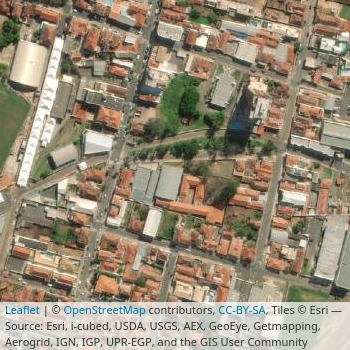 Leaflet | © OpenStreetMap contributors, CC-BY-SA, Tiles © Esri —
Source: Esri, i-cubed, USDA, USGS, AEX, GeoEye, Getmapping,
Aerogrid, IGN, IGP, UPR-EGP, and the GIS User Community